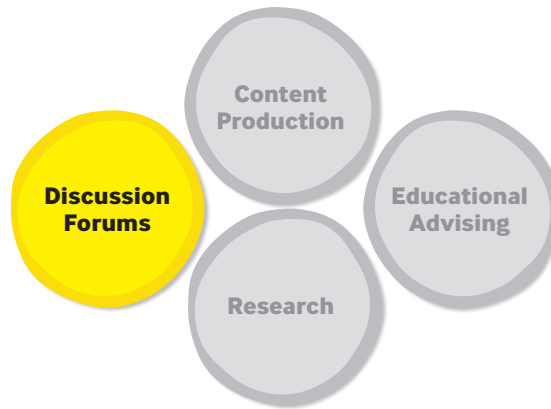 Content
Production
Discussion
Forums
Educational
Advising
Research